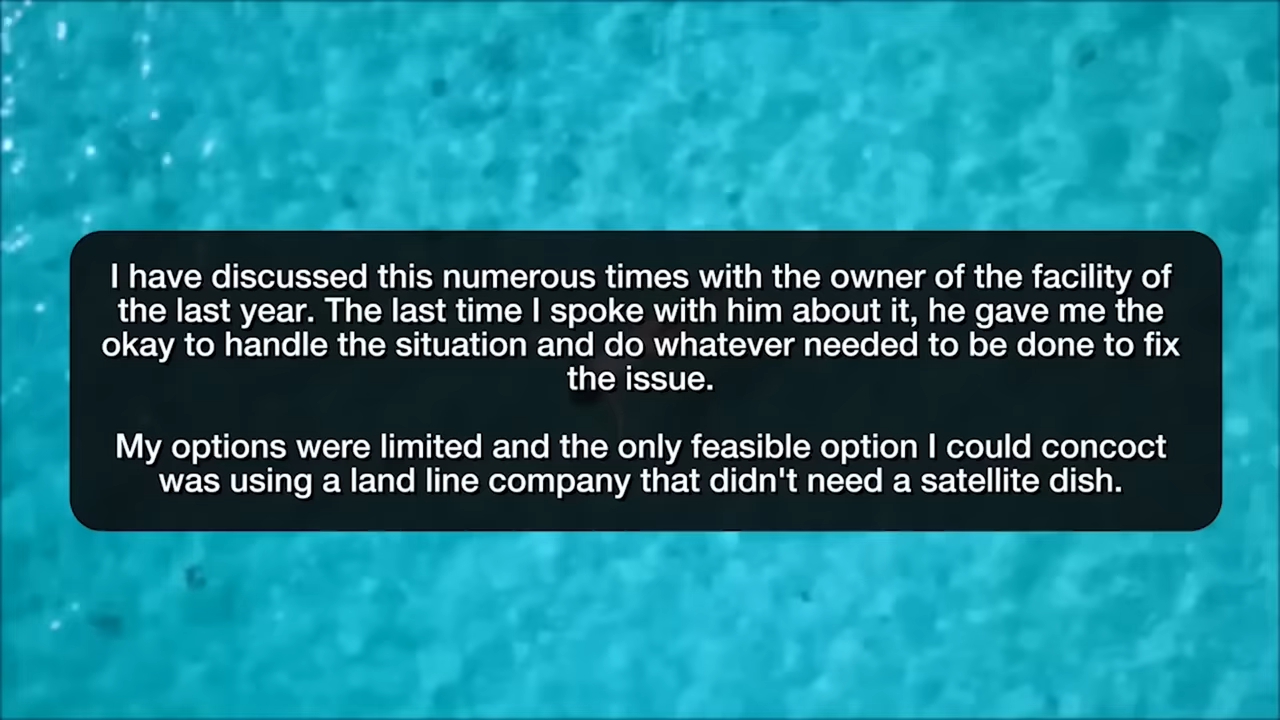 I have discussed this numerous times with the owner of the facility of
the last year. The last time I spoke with him about it, he gave me the
okay to handle the situation and do whatever needed to be done to fix
the issue.
My options were limited and the only feasible option I could concoct
was using a land line company that didn't need a satellite dish.